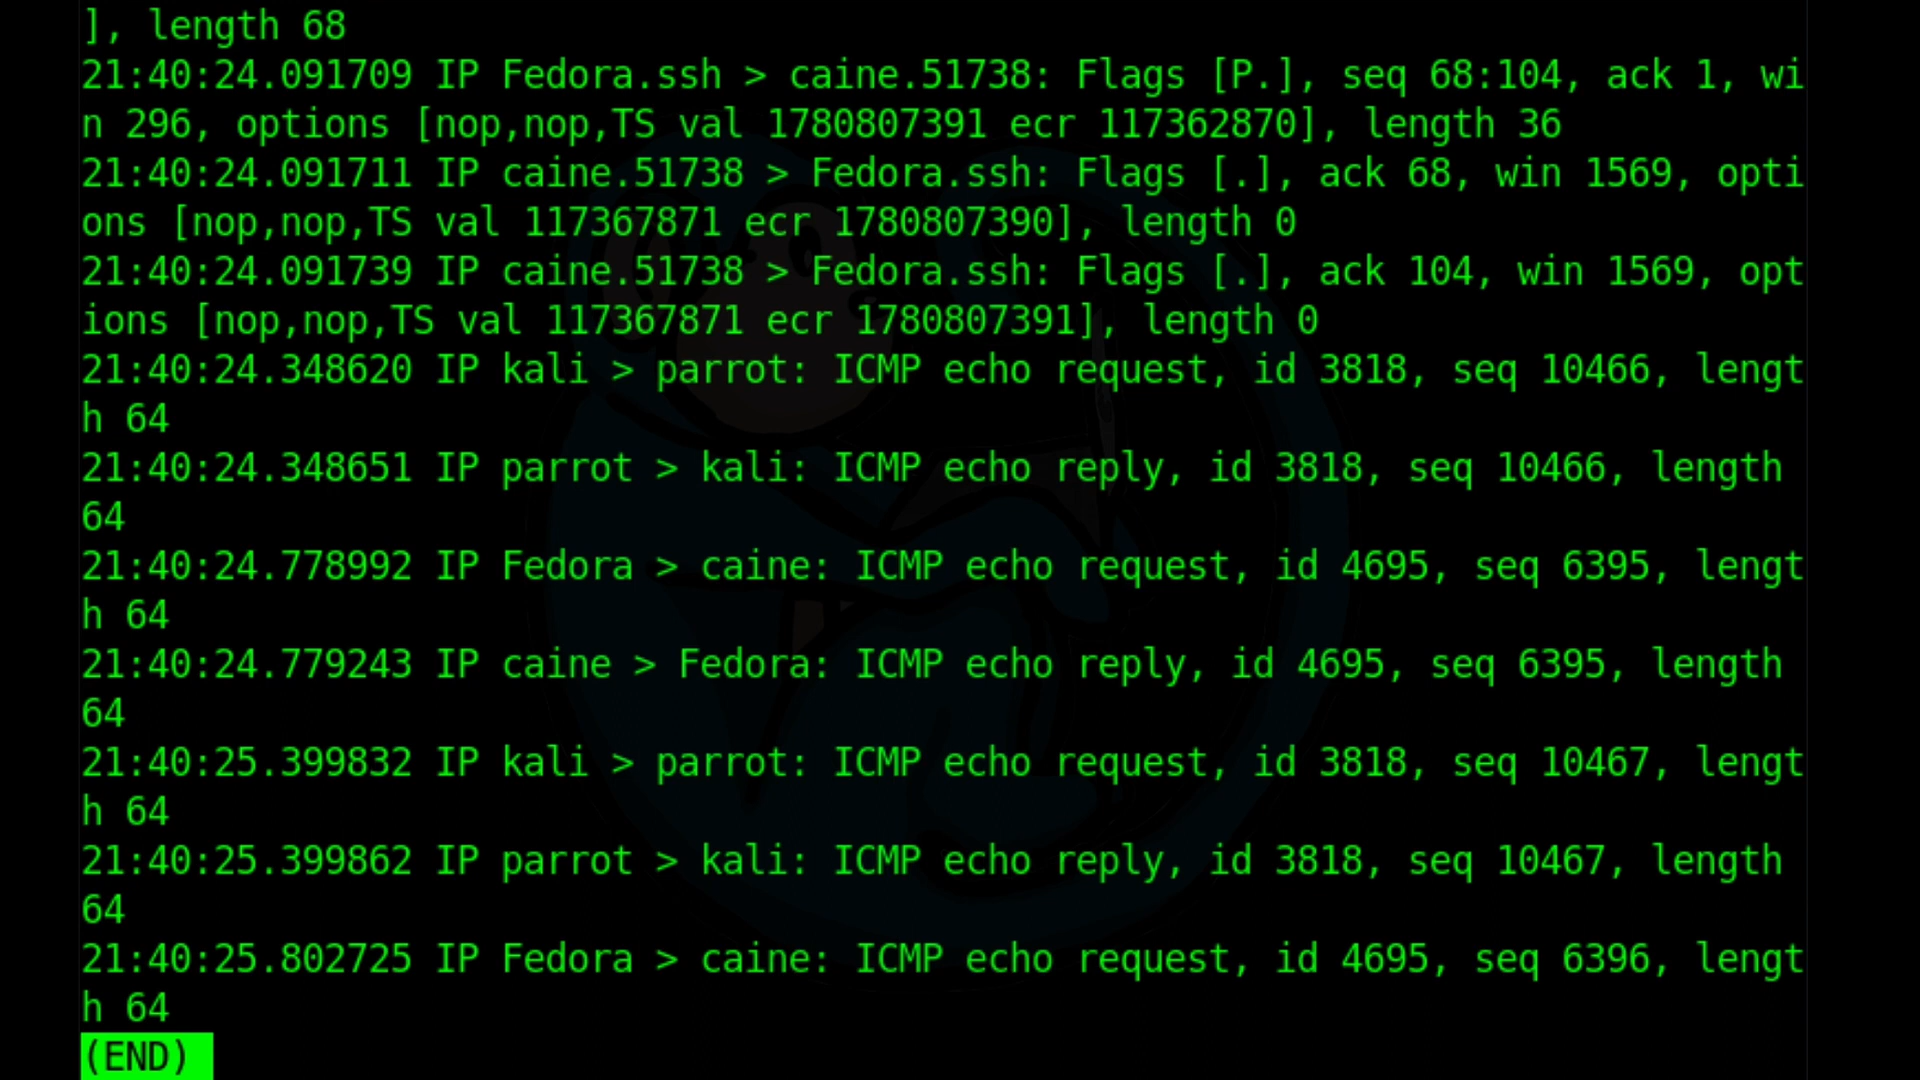 ], length 68
21:40:24.091709 IP Fedora.ssh > caine.51738: Flags [P.], seq 68:104, ack 1, wi
n 296, options [nop,nop,TS val 1780807391 ecr 117362870], length 36
21:40:24.091711 IP caine.51738 > Fedora.ssh: Flags [.], ack 68, win 1569, opti
ons [nop,nop,TS val 117367871 ecr 1780807390], length 0
21:40:24.091739 IP caine.51738 > Fedora.ssh: Flags [.], ack 104, win 1569, opt
ions [nop,nop,TS val 117367871 ecr 1780807391], length 0
21:40:24.348620 IP kali > parrot: ICMP echo request, id 3818, seq 10466, lengt
h 64
21:40:24.348651 IP parrot > kali: ICMP echo reply, id 3818, seq 10466, length
64
21:40:24.778992 IP Fedora > caine: ICMP echo request, id 4695, seq 6395, lengt
h 64
21:40:24.779243 IP caine > Fedora: ICMP echo reply, id 4695, seq 6395, length
64
21:40:25.399832 IP kali > parrot: ICMP echo request, id 3818, seq 10467, lengt
h 64
21:40:25.399862 IP parrot > kali: ICMP echo reply, id 3818, seq 10467, length
64
21:40:25.802725 IP Fedora > caine: ICMP echo request, id 4695, seq 6396, lengt
h 64
(END)